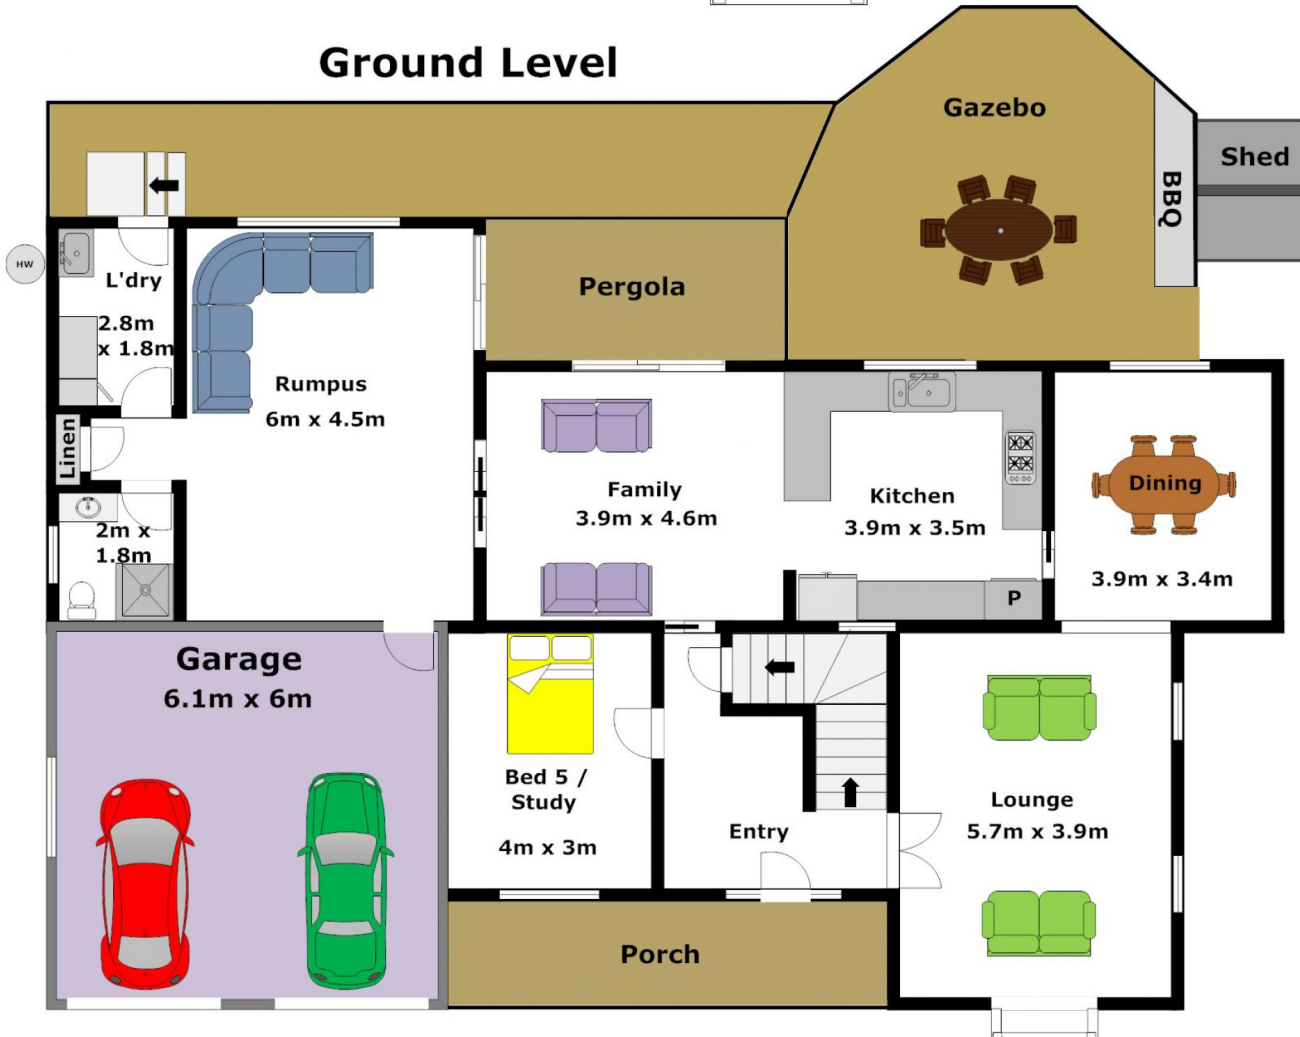 Ground Level
Gazebo
BBQ
Shed
HW
L'dry
2.8m
x 1.8m
Pergola
Rumpus
6m x 4.5m
Linen
2m x
1.8m
Family
3.9m x 4.6m
Kitchen
3.9m x 3.5m
P
Dining
3.9m x 3.4m
Garage
6.1m x 6m
Bed 5 /
Study
4m x 3m
Entry
Lounge
5.7m x 3.9m
Porch